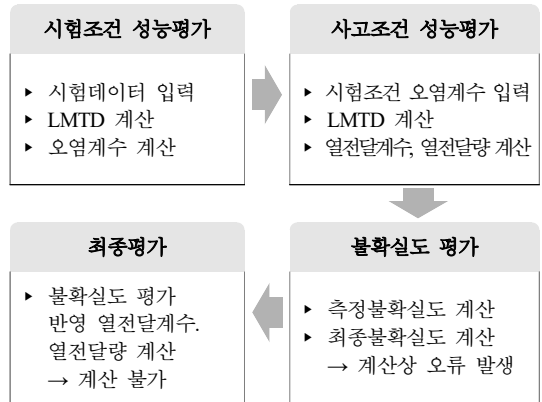 시험조건 성능평가
▸ 시험데이터 입력
▸ LMTD 계산
▸ 오염계수 계산
사고조건 성능평가
▸ 시험조건 오염계수 입력
▸ LMTD 계산
▸ 열전달계수, 열전달량 계산
불확실도 평가
▸ 측정불확실도 계산
▸ 최종불확실도 계산
→ 계산상 오류 발생
최종평가
▸ 불확실도 평가
반영 열전달계수.
열전달량 계산
→ 계산 불가